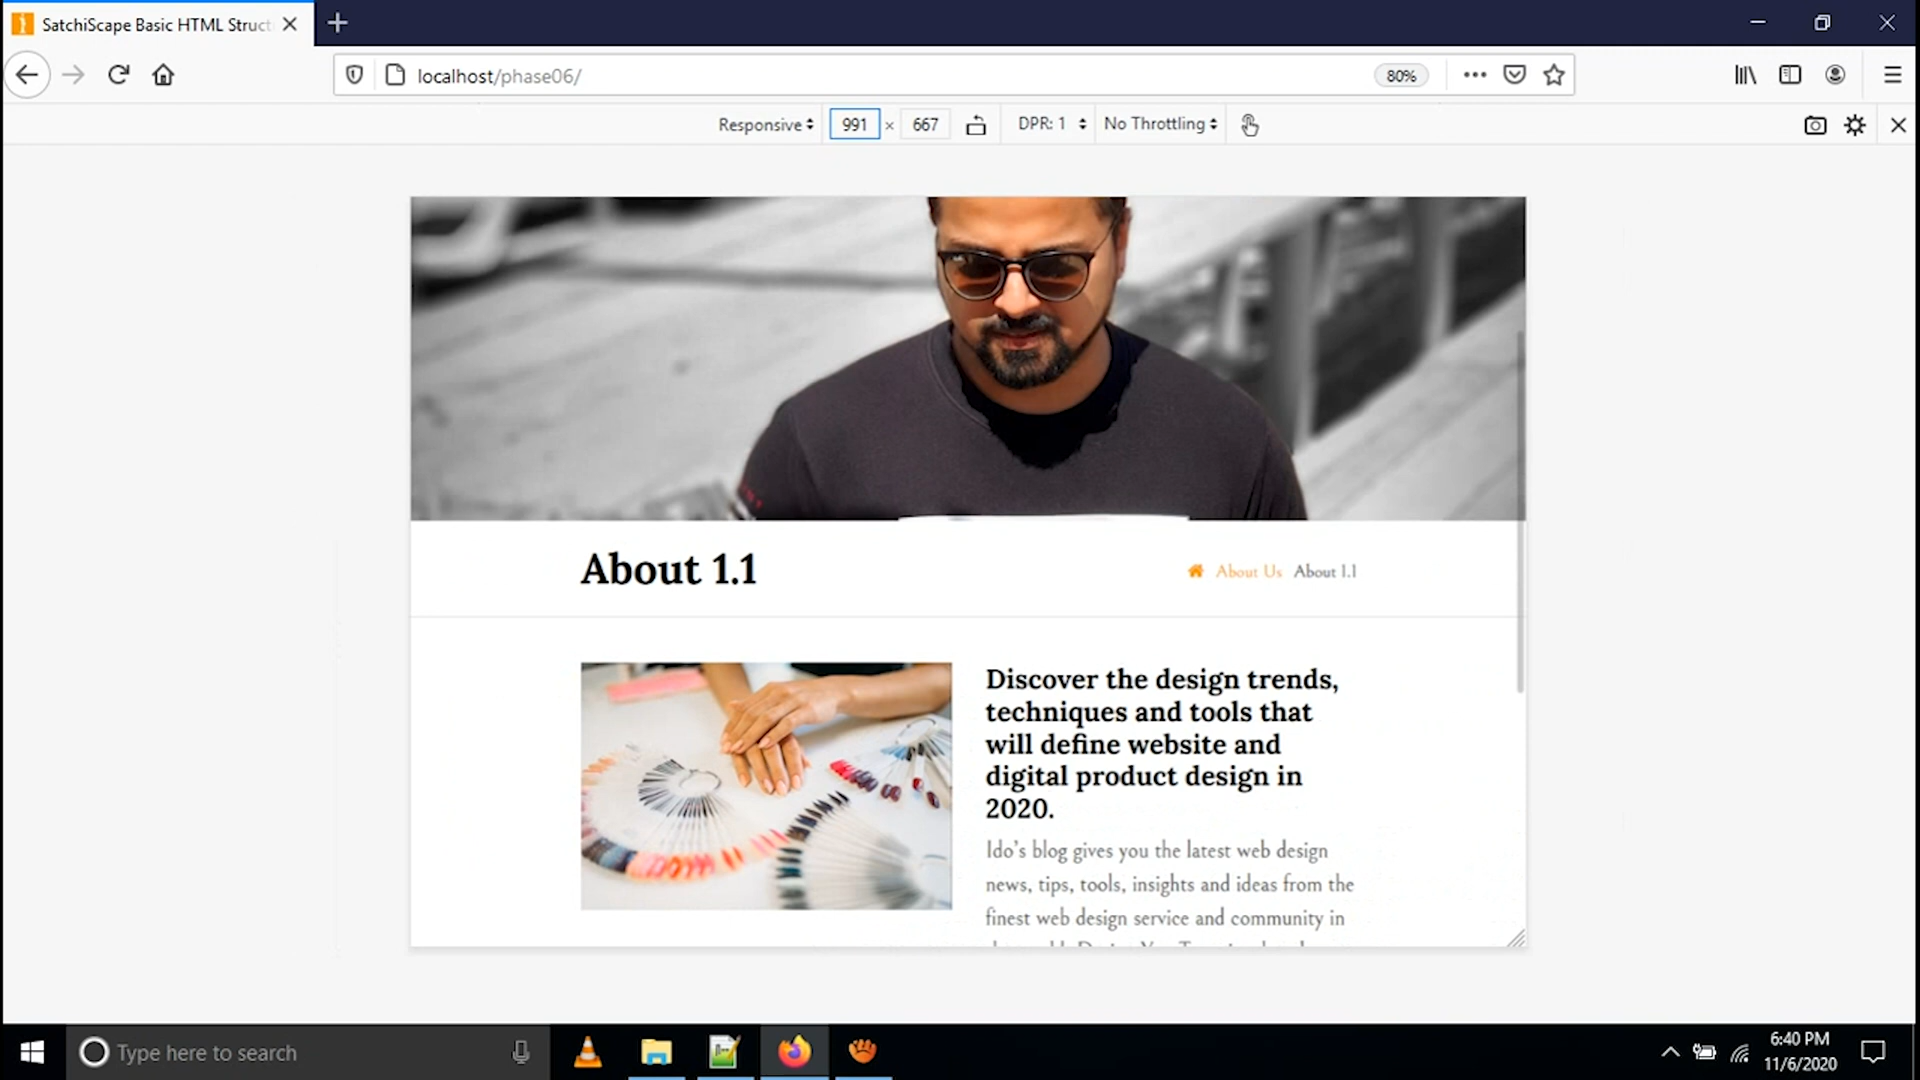 SatchiScape Basic HTML Struct
localhost/phase06/
80%
Responsive
991 × 667
DPR: 1
No Throttling
About 1.1
About Us About 1.1
Discover the design trends,
techniques and tools that
will define website and
digital product design in
2020.
Ido's blog gives you the latest web design
news, tips, tools, insights and ideas from the
finest web design service and community in
Type here to search
6:40 PM
11/6/2020